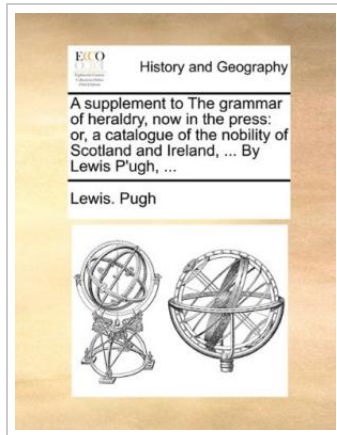 ECCO
History and Geography
A supplement to The grammar
of heraldry, now in the press:
or, a catalogue of the nobility of
Scotland and Ireland, ... By
Lewis P'ugh, ...
Lewis. Pugh